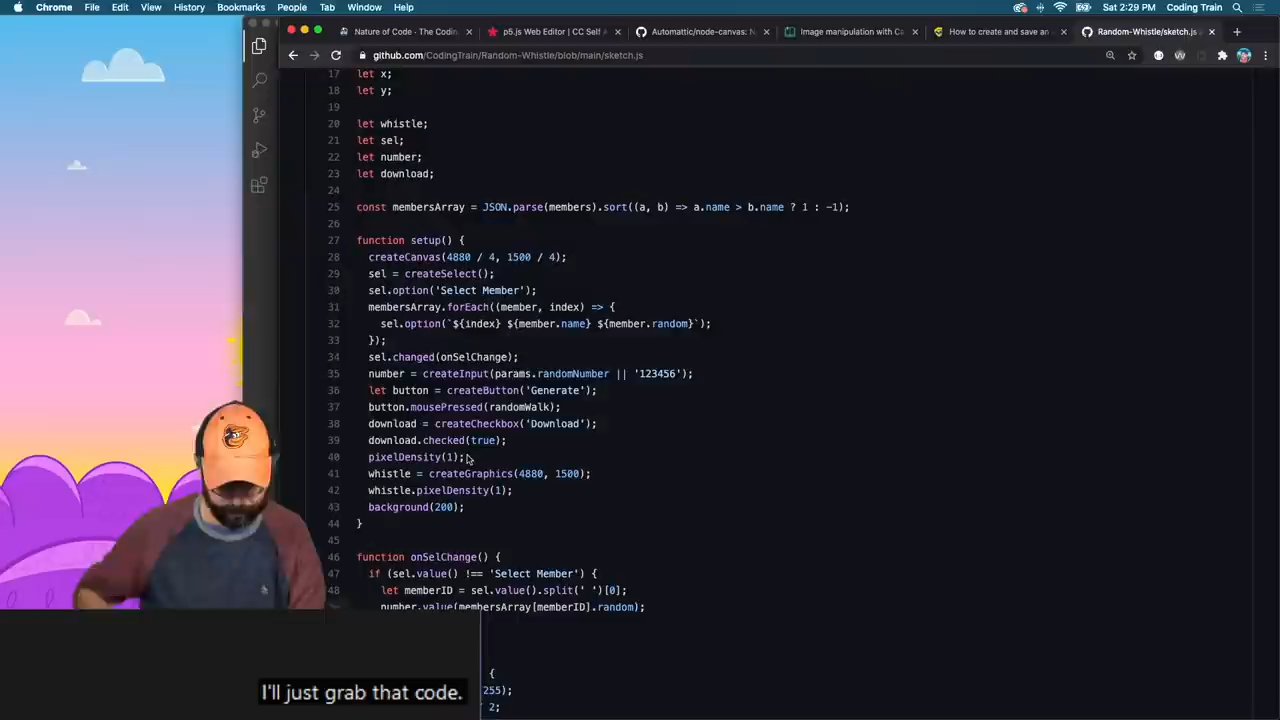 Chrome File Edit View History Bookmarks People Tab Window Help Sat 2:29 PM Coding Train
Nature of Code - The Codin
p5.js Web Editor | CC Self A
Automattic/node-canvas: N
Image manipulation with Ca
How to create and save an
Random-Whistle/sketch.js
github.com/CodingTrain/Random-Whistle/blob/main/sketch.js
17 let x;
18 let y;
19
20 let whistle;
21 let sel;
22 let number;
23 let download;
24
25 const membersArray = JSON.parse(members).sort((a, b) => a.name > b.name ? 1 : -1);
26
27 function setup() {
28 createCanvas(4880 / 4, 1500 / 4);
29 sel = createSelect();
30 sel.option('Select Member');
31 membersArray.forEach((member, index) => {
32 sel.option(`${index} ${member.name} ${member.random}`);
33 });
34 sel.changed(onSelChange);
35 number = createInput(params.randomNumber || '123456');
36 let button = createButton('Generate');
37 button.mousePressed(randomWalk);
38 download = createCheckbox('Download');
39 download.checked(true);
40 pixelDensity(1);
41 whistle = createGraphics(4880, 1500);
42 whistle.pixelDensity(1);
43 background(200);
44 }
45
46 function onSelChange() {
47 if (sel.value() !== 'Select Member') {
48 let memberID = sel.value().split(' ')[0];
number.value(membersArray[memberID].random);
{
255);
2;
I'll just grab that code.